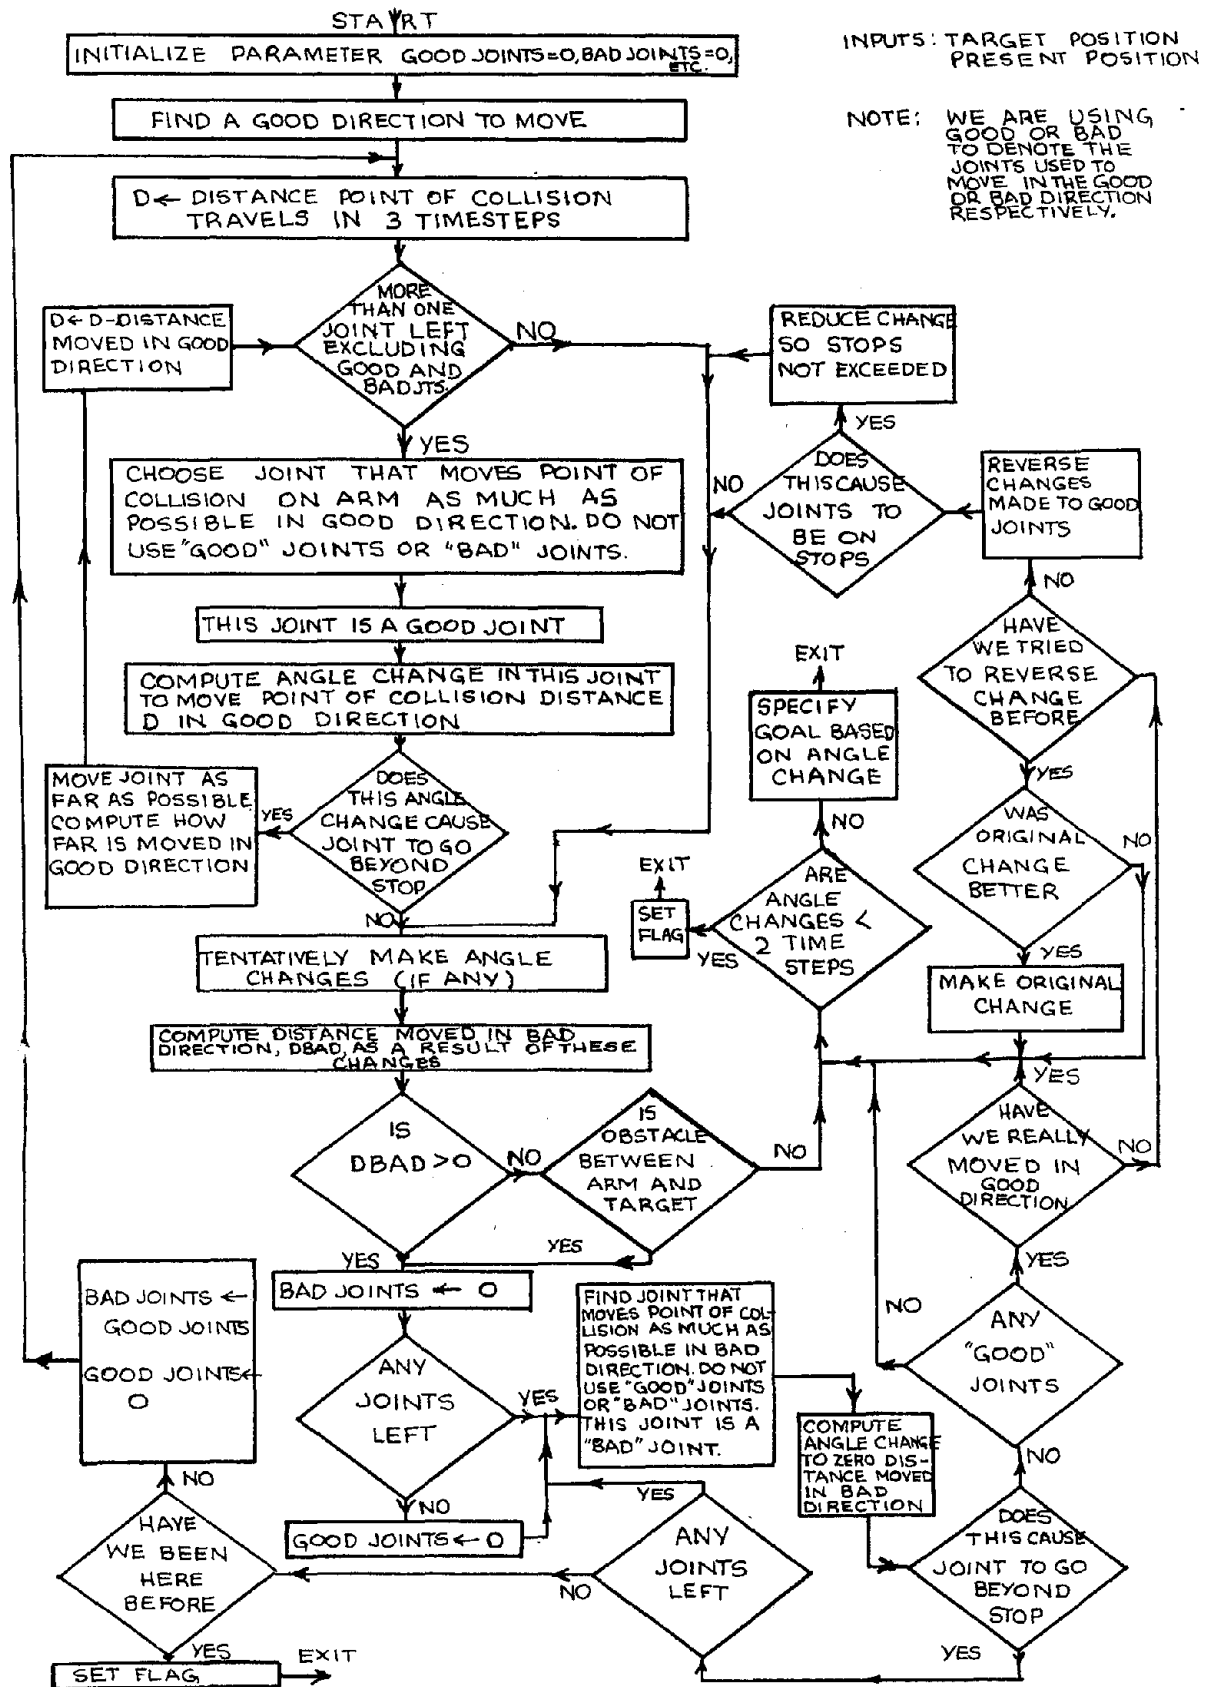 START
INITIALIZE PARAMETER GOOD JOINTS=0, BAD JOINTS=0,
ETC.
INPUTS: TARGET POSITION
PRESENT POSITION
FIND A GOOD DIRECTION TO MOVE
NOTE: WE ARE USING
GOOD OR BAD
TO DENOTE THE
JOINTS USED TO
MOVE IN THE GOOD
OR BAD DIRECTION
RESPECTIVELY.
D← DISTANCE POINT OF COLLISION
TRAVELS IN 3 TIMESTEPS
MORE
THAN ONE
JOINT LEFT
EXCLUDING
GOOD AND
BAD JTS.
NO
YES
D← D-DISTANCE
MOVED IN GOOD
DIRECTION
REDUCE CHANGE
SO STOPS
NOT EXCEEDED
YES
DOES
THIS CAUSE
JOINTS TO
BE ON
STOPS
NO
REVERSE
CHANGES
MADE TO GOOD
JOINTS
NO
CHOOSE JOINT THAT MOVES POINT OF
COLLISION ON ARM AS MUCH AS
POSSIBLE IN GOOD DIRECTION. DO NOT
USE "GOOD" JOINTS OR "BAD" JOINTS.
THIS JOINT IS A GOOD JOINT
HAVE
WE TRIED
TO REVERSE
CHANGE
BEFORE
YES
COMPUTE ANGLE CHANGE IN THIS JOINT
TO MOVE POINT OF COLLISION DISTANCE
D IN GOOD DIRECTION
EXIT
SPECIFY
GOAL BASED
ON ANGLE
CHANGE
NO
DOES
THIS ANGLE
CHANGE CAUSE
JOINT TO GO
BEYOND
STOP
YES
NO
MOVE JOINT AS
FAR AS POSSIBLE
COMPUTE HOW
FAR IS MOVED IN
GOOD DIRECTION
WAS
ORIGINAL
CHANGE
BETTER
NO
YES
EXIT
SET
FLAG
ARE
ANGLE
CHANGES <
2 TIME
STEPS
YES
TENTATIVELY MAKE ANGLE
CHANGES (IF ANY)
MAKE ORIGINAL
CHANGE
COMPUTE DISTANCE MOVED IN BAD
DIRECTION, DBAD, AS A RESULT OF THESE
CHANGES
YES
IS
DBAD >0
NO
YES
IS
OBSTACLE
BETWEEN
ARM AND
TARGET
NO
YES
HAVE
WE REALLY
MOVED IN
GOOD
DIRECTION
NO
YES
BAD JOINTS ← 0
BAD JOINTS ←
GOOD JOINTS
GOOD JOINTS←
0
FIND JOINT THAT
MOVES POINT OF COL-
LISION AS MUCH AS
POSSIBLE IN BAD
DIRECTION. DO NOT
USE "GOOD" JOINTS
OR "BAD" JOINTS.
THIS JOINT IS A
"BAD" JOINT.
NO
ANY
"GOOD"
JOINTS
NO
ANY
JOINTS
LEFT
YES
NO
COMPUTE
ANGLE CHANGE
TO ZERO DIS-
TANCE MOVED
IN BAD
DIRECTION
NO
HAVE
WE BEEN
HERE
BEFORE
YES
GOOD JOINTS ← 0
YES
ANY
JOINTS
LEFT
NO
DOES
THIS CAUSE
JOINT TO GO
BEYOND
STOP
YES
SET FLAG
EXIT